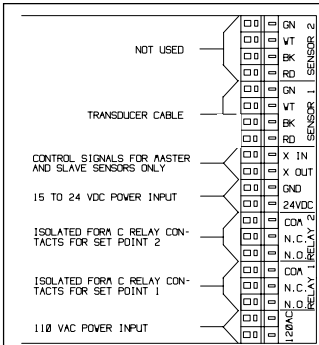 NOT USED
TRANSDUCER CABLE
CONTROL SIGNALS FOR MASTER
AND SLAVE SENSORS ONLY
15 TO 24 VDC POWER INPUT
ISOLATED FORM C RELAY CON-
TACTS FOR SET POINT 2
ISOLATED FORM C RELAY CON-
TACTS FOR SET POINT 1
110 VAC POWER INPUT
GN
WT
BK
RD
SENSOR 2
GN
WT
BK
RD
SENSOR 1
X IN
X OUT
GND
24VDC
COM
N.C.
N.O.
RELAY 2
COM
N.C.
N.O.
RELAY 1
120AC